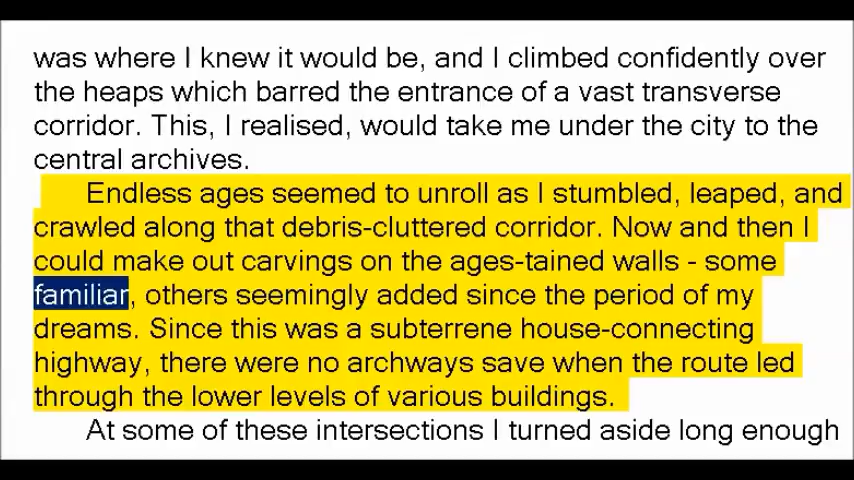 was where I knew it would be, and I climbed confidently over
the heaps which barred the entrance of a vast transverse
corridor. This, I realised, would take me under the city to the
central archives.
Endless ages seemed to unroll as I stumbled, leaped, and
crawled along that debris-cluttered corridor. Now and then I
could make out carvings on the ages-tained walls - some
familiar, others seemingly added since the period of my
dreams. Since this was a subterrene house-connecting
highway, there were no archways save when the route led
through the lower levels of various buildings.
At some of these intersections I turned aside long enough